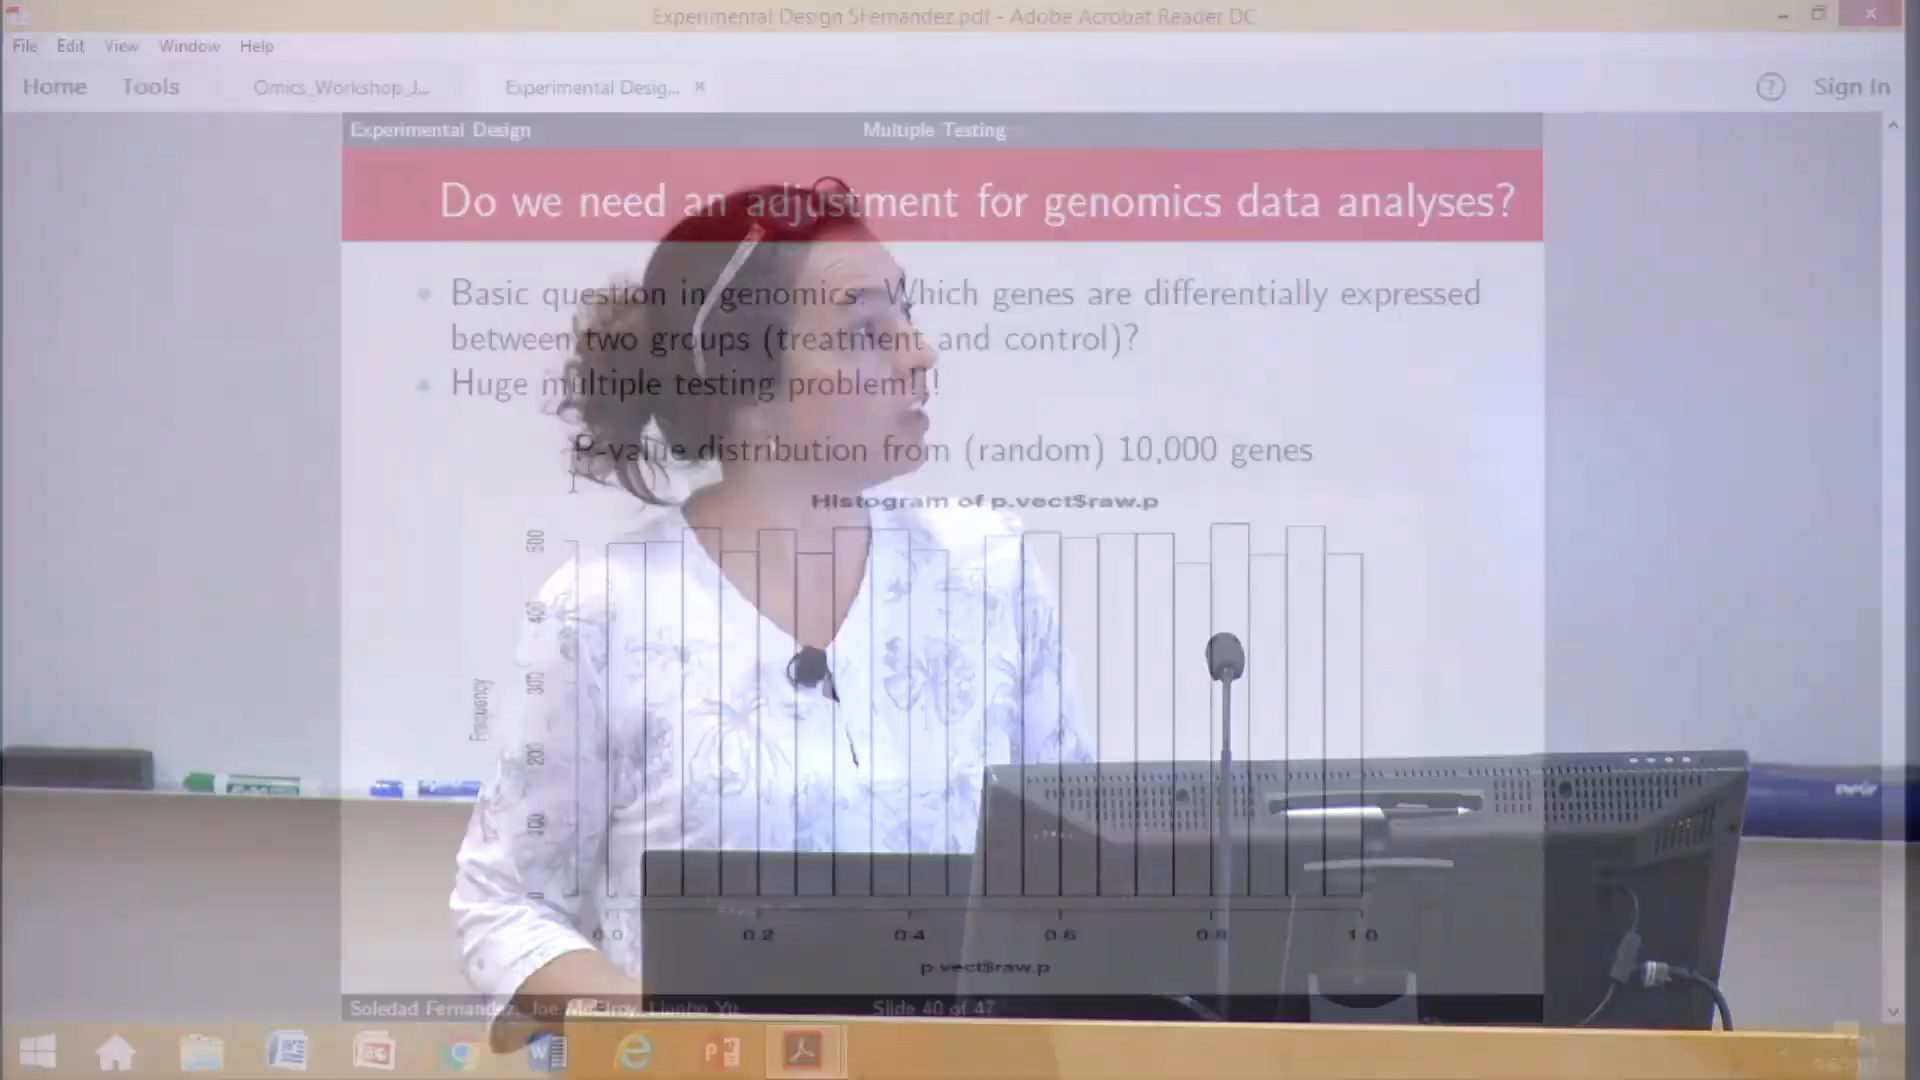 Experimental Design SFernandez.pdf - Adobe Acrobat Reader DC
File Edit View Window Help
Home Tools Omics_Workshop_J... Experimental Desig... × ? Sign In
Experimental Design Multiple Testing
Do we need an adjustment for genomics data analyses?
Basic question in genomics: Which genes are differentially expressed
between two groups (treatment and control)?
Huge multiple testing problem!!!
P-value distribution from (random) 10,000 genes
Histogram of p.vect$raw.p
Frequency
500
400
300
200
100
0
0.0 0.2 0.4 0.6 0.8 1.0
p.vect$raw.p
Soledad Fernandez, Joe McElroy, Lianbo Yu Slide 40 of 47